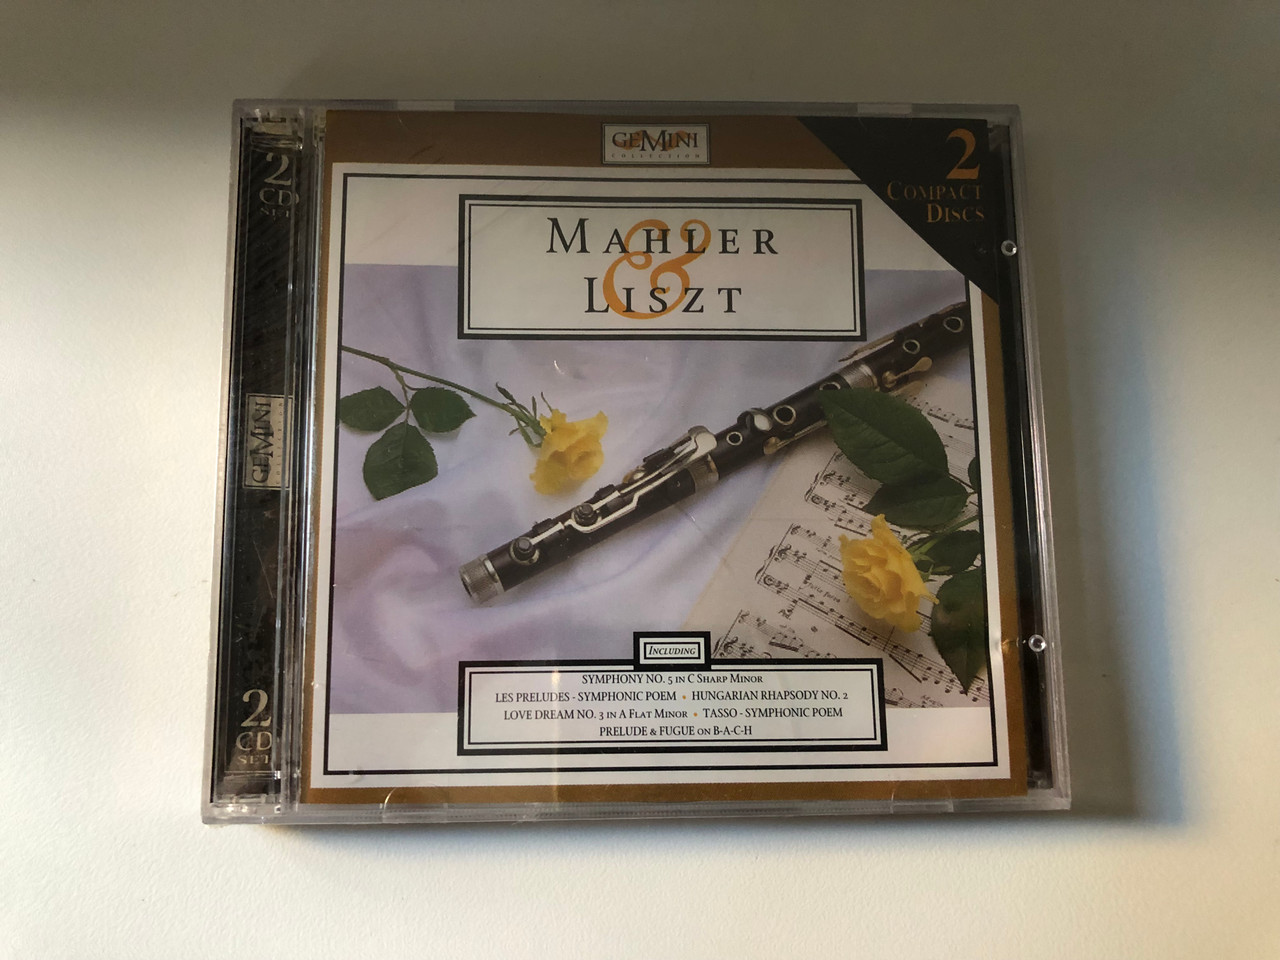 GEMINI
COLLECTION
2
COMPACT
DISCS
MAHLER
&
LISZT
INCLUDING
SYMPHONY NO. 5 IN C SHARP MINOR
LES PRELUDES - SYMPHONIC POEM • HUNGARIAN RHAPSODY NO. 2
LOVE DREAM NO. 3 IN A FLAT MINOR • TASSO - SYMPHONIC POEM
PRELUDE & FUGUE ON B-A-C-H
2
CD
SET
GEMINI
2
CD
SET